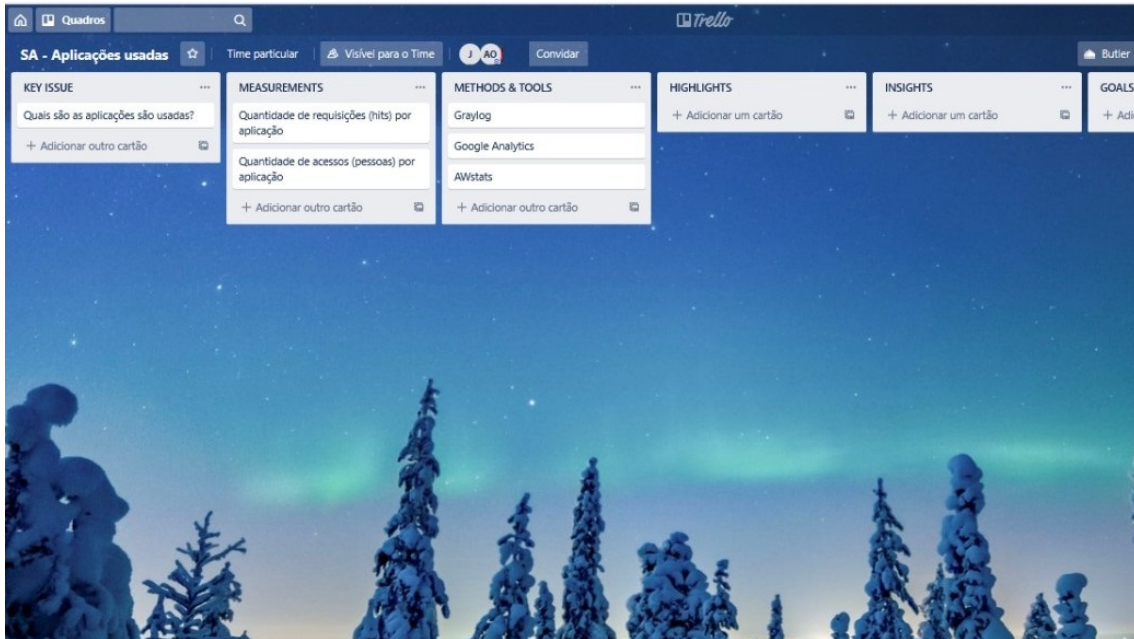 Quadros
Trello
SA - Aplicações usadas
Time particular
Visível para o Time
J
AO
Convidar
Butler
KEY ISSUE
Quais são as aplicações são usadas?
+ Adicionar outro cartão
MEASUREMENTS
Quantidade de requisições (hits) por
aplicação
Quantidade de acessos (pessoas) por
aplicação
+ Adicionar outro cartão
METHODS & TOOLS
Graylog
Google Analytics
AWstats
+ Adicionar outro cartão
HIGHLIGHTS
+ Adicionar um cartão
INSIGHTS
+ Adicionar um cartão
GOALS
+ Adi